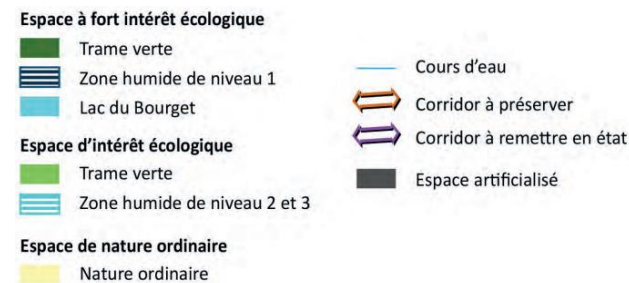 Espace à fort intérêt écologique
Trame verte
Zone humide de niveau 1
Lac du Bourget
Espace d'intérêt écologique
Trame verte
Zone humide de niveau 2 et 3
Espace de nature ordinaire
Nature ordinaire
Cours d'eau
Corridor à préserver
Corridor à remettre en état
Espace artificialisé